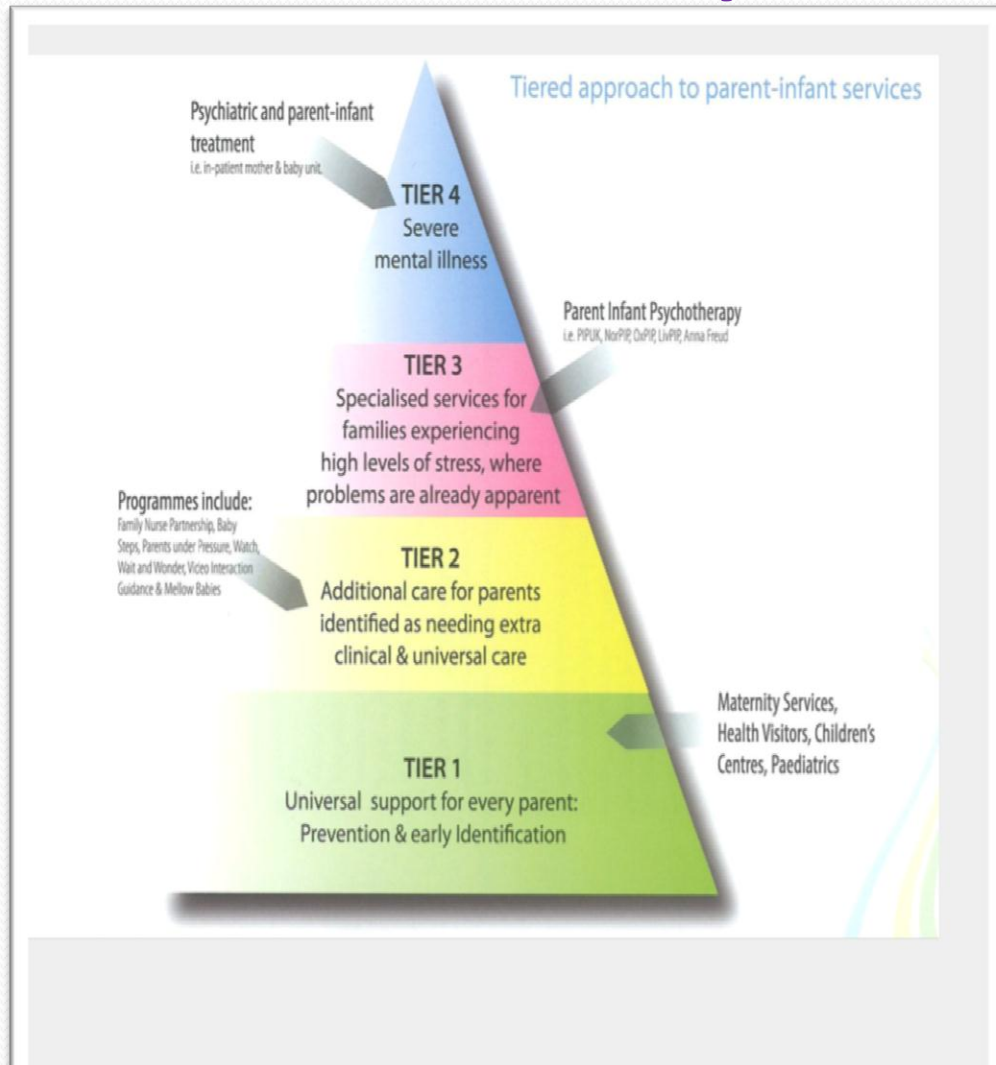 Tiered approach to parent-infant services
Psychiatric and parent-infant
treatment
i.e. in-patient mother & baby unit.
TIER 4
Severe
mental illness
Parent Infant Psychotherapy
i.e. PIPUK, NorPIP, OxPIP, LivPIP, Anna Freud
TIER 3
Specialised services for
families experiencing
high levels of stress, where
problems are already apparent
Programmes include:
Family Nurse Partnership, Baby
Steps, Parents under Pressure, Watch,
Wait and Wonder, Video Interaction
Guidance & Mellow Babies
TIER 2
Additional care for parents
identified as needing extra
clinical & universal care
Maternity Services,
Health Visitors, Children's
Centres, Paediatrics
TIER 1
Universal support for every parent:
Prevention & early Identification